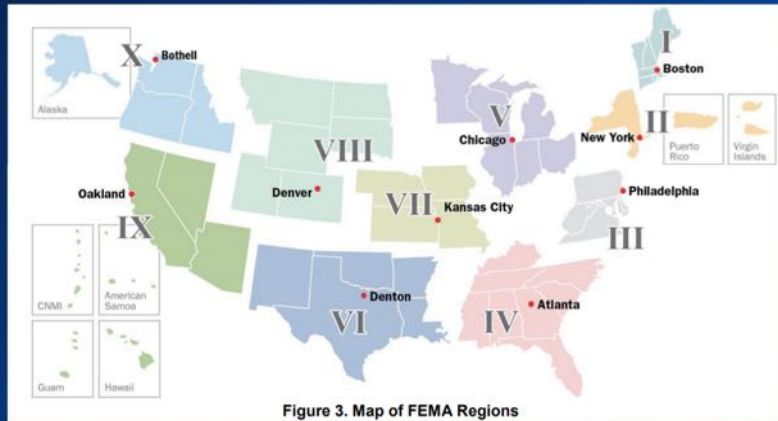 X
Bothell
Alaska
I
Boston
V
Chicago
II
New York
Puerto
Rico
Virgin
Islands
VIII
Denver
Oakland
IX
VII
Kansas City
Philadelphia
III
CNMI
American
Samoa
Guam
Hawaii
Denton
VI
IV
Atlanta
Figure 3. Map of FEMA Regions